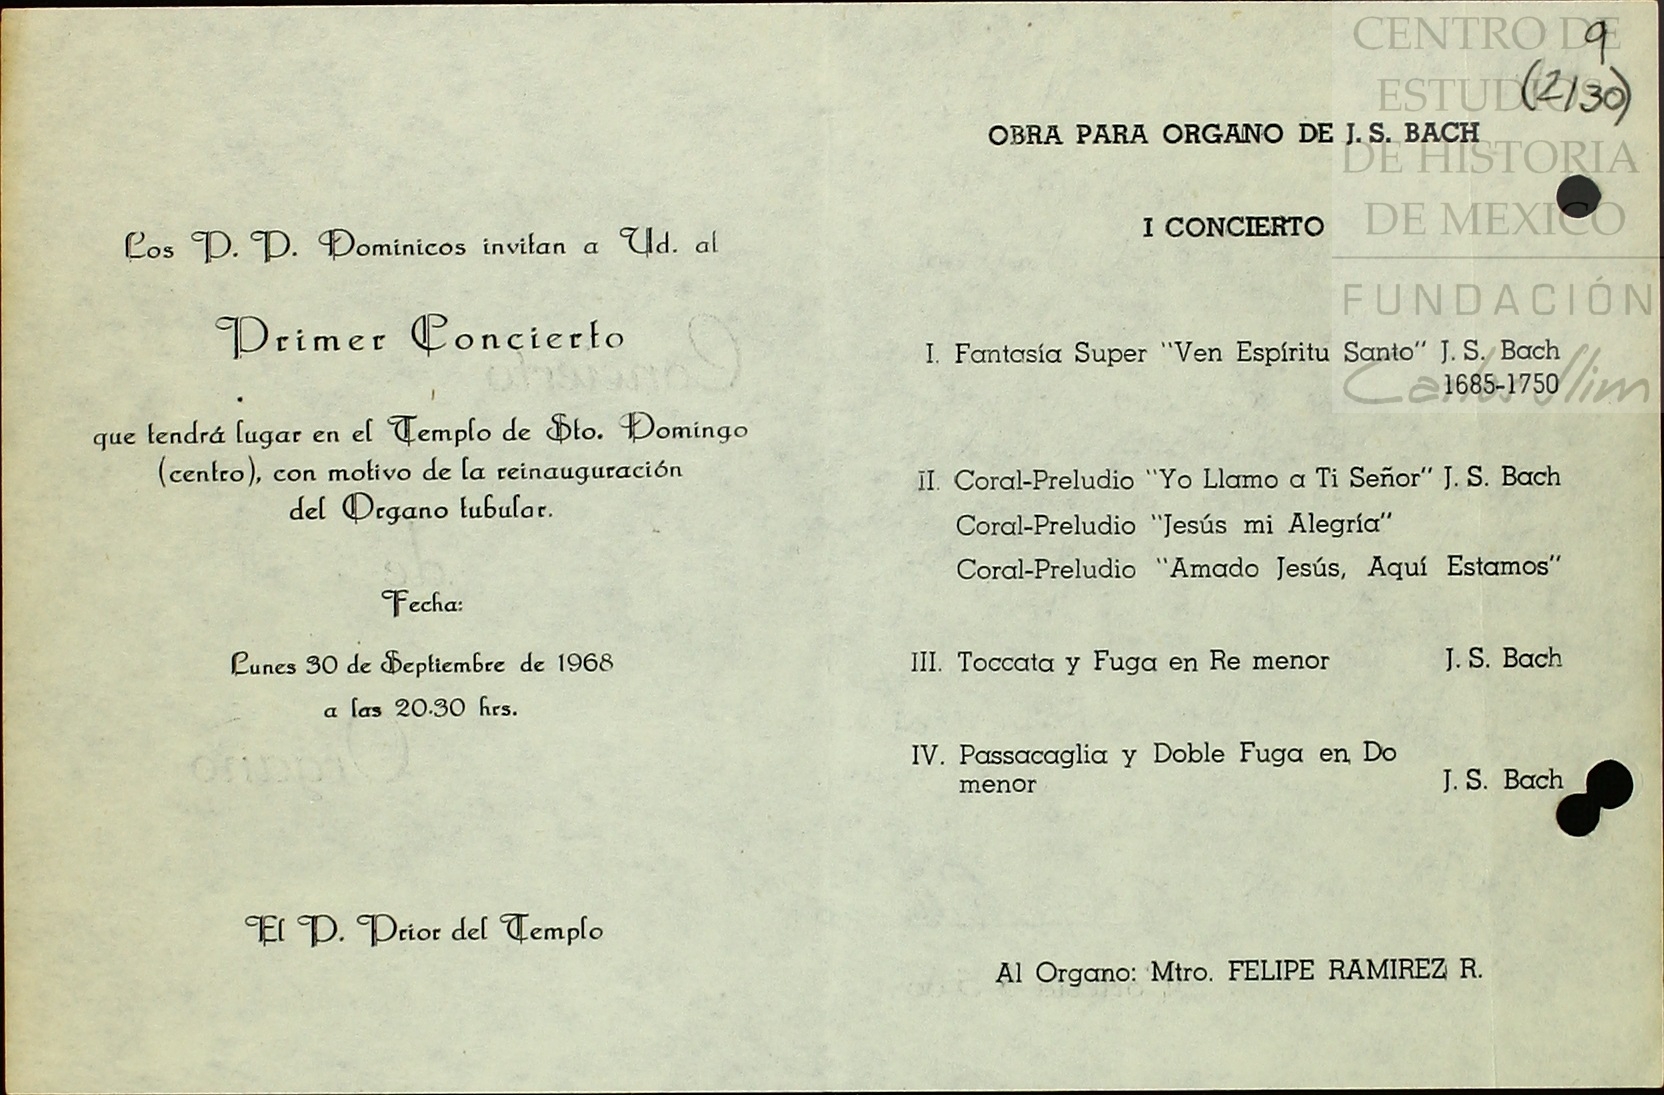 Los P. P. Dominicos invitan a Ud. al
Primer Concierto
que tendrá lugar en el Templo de Sto. Domingo
(centro), con motivo de la reinauguración
del Organo tubular.
Fecha:
Lunes 30 de Septiembre de 1968
a las 20.30 hrs.
El P. Prior del Templo
9
(2/30)
CENTRO DE
ESTUDIOS
DE HISTORIA
DE MEXICO
FUNDACIÓN
Carlos Slim
OBRA PARA ORGANO DE J. S. BACH
I CONCIERTO
I. Fantasía Super "Ven Espíritu Santo" J. S. Bach
1685-1750
II. Coral-Preludio "Yo Llamo a Ti Señor" J. S. Bach
Coral-Preludio "Jesús mi Alegría"
Coral-Preludio "Amado Jesús, Aquí Estamos"
III. Toccata y Fuga en Re menor J. S. Bach
IV. Passacaglia y Doble Fuga en Do
menor J. S. Bach
Al Organo: Mtro. FELIPE RAMIREZ R.